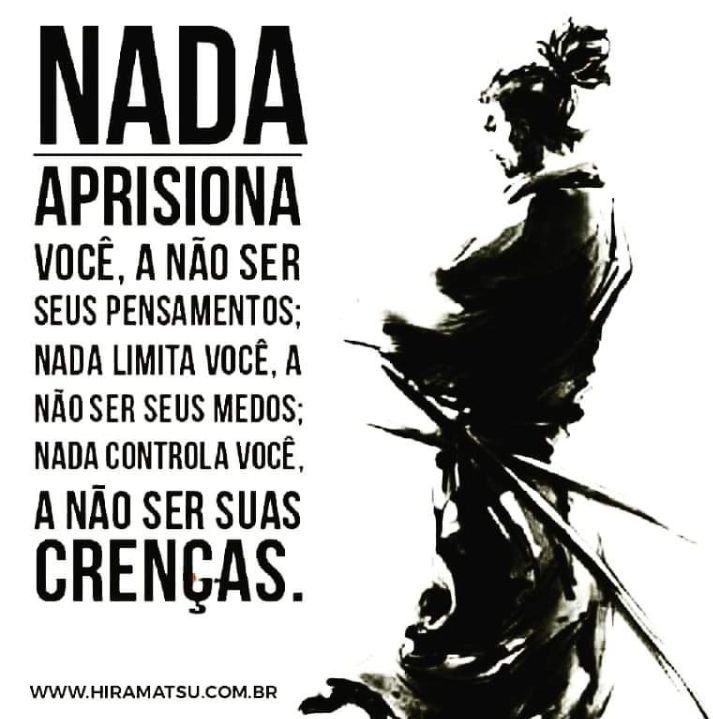 NADA
APRISIONA
VOCÊ, A NÃO SER
SEUS PENSAMENTOS;
NADA LIMITA VOCÊ, A
NÃO SER SEUS MEDOS;
NADA CONTROLA VOCÊ,
A NÃO SER SUAS
CRENÇAS.
WWW.HIRAMATSU.COM.BR